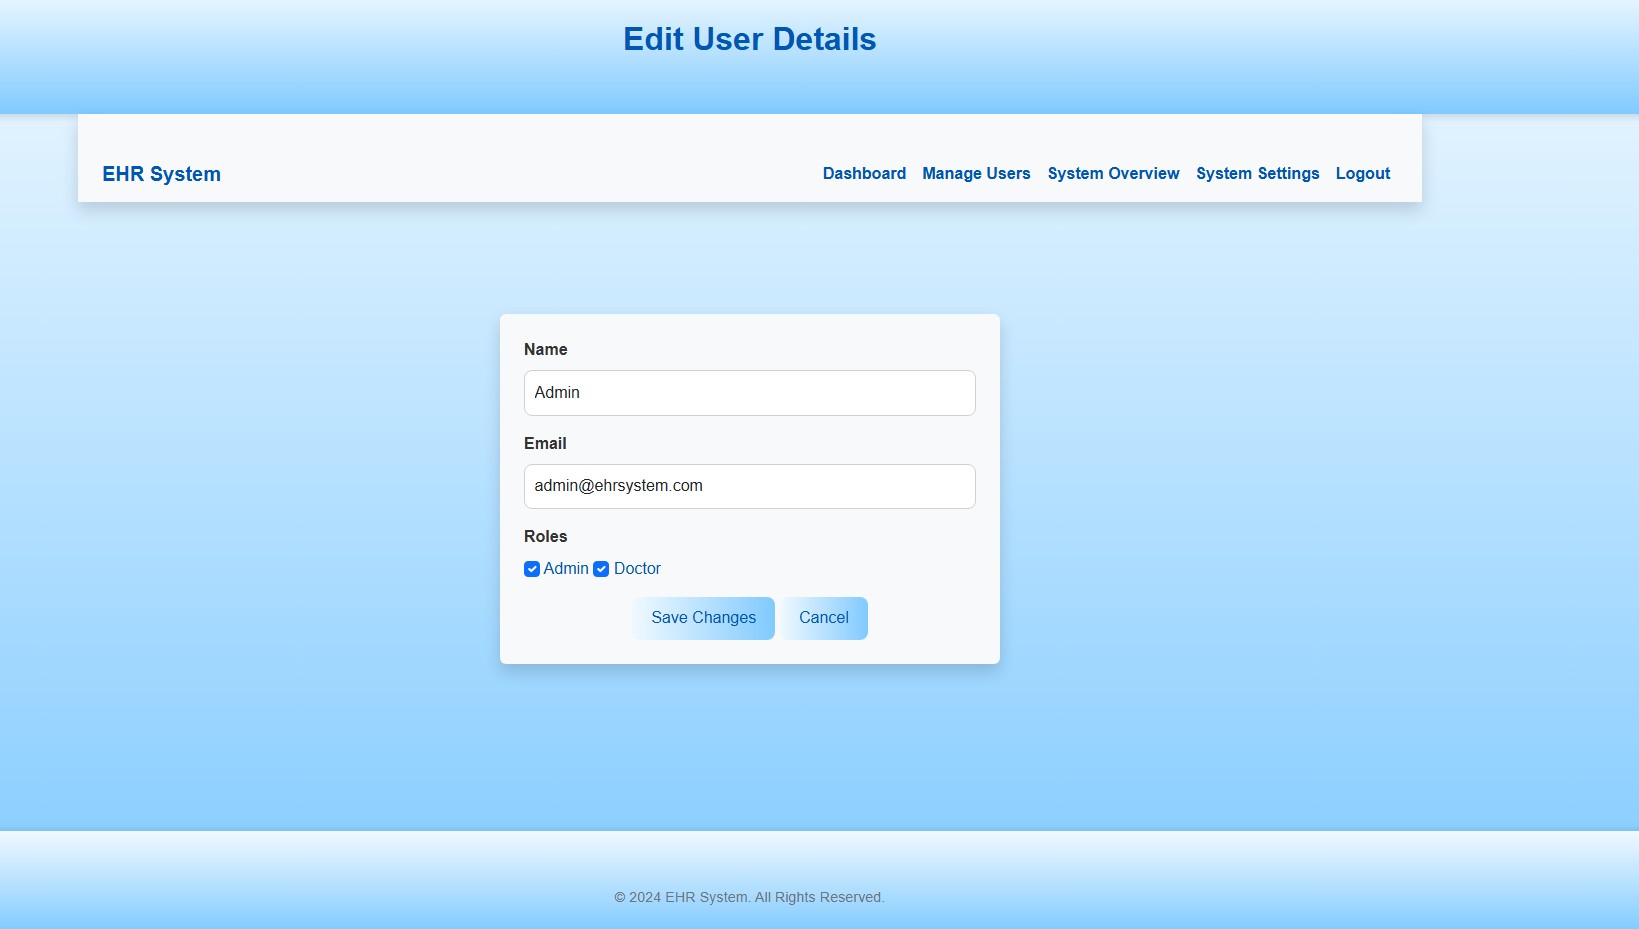 Edit User Details
EHR System
Dashboard Manage Users System Overview System Settings Logout
Name
Admin
Email
admin@ehrsystem.com
Roles
Admin Doctor
Save Changes Cancel
© 2024 EHR System. All Rights Reserved.